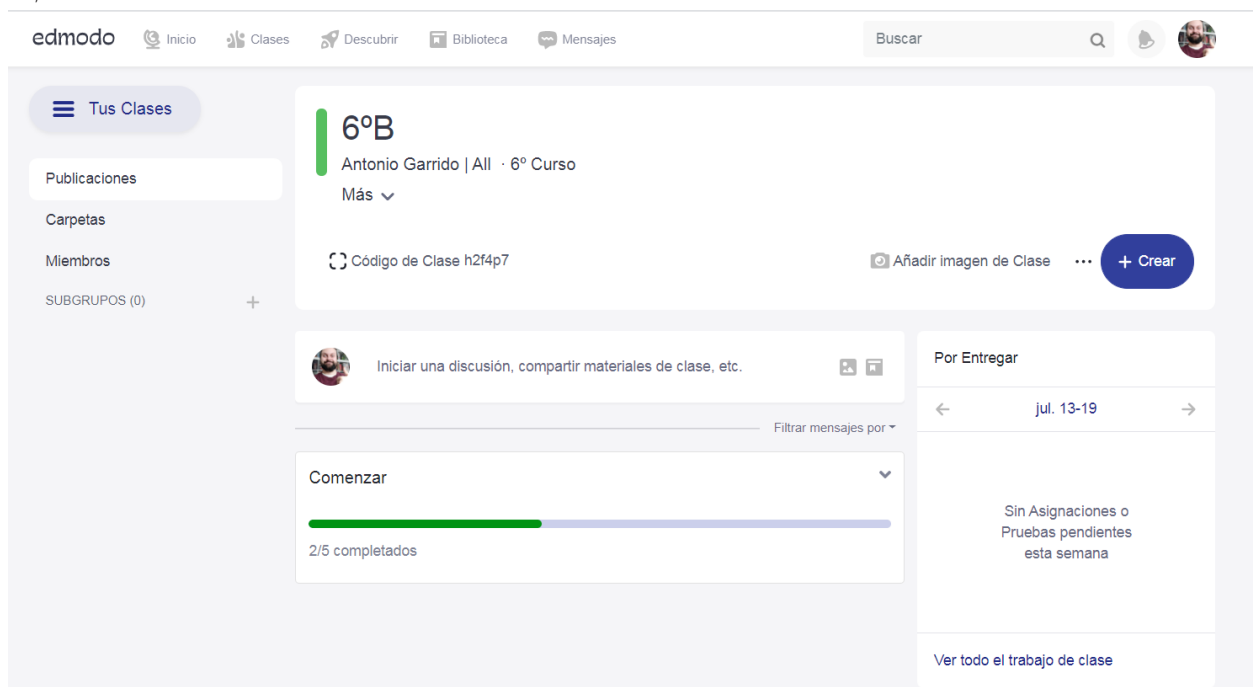 edmodo
Inicio
Clases
Descubrir
Biblioteca
Mensajes
Buscar
Tus Clases
Publicaciones
Carpetas
Miembros
SUBGRUPOS (0)
6ºB
Antonio Garrido | All · 6º Curso
Más
Código de Clase h2f4p7
Añadir imagen de Clase
+ Crear
Iniciar una discusión, compartir materiales de clase, etc.
Filtrar mensajes por
Comenzar
2/5 completados
Por Entregar
jul. 13-19
Sin Asignaciones o
Pruebas pendientes
esta semana
Ver todo el trabajo de clase